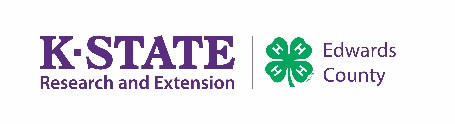 K·STATE
Research and Extension
H H H H
Edwards
County